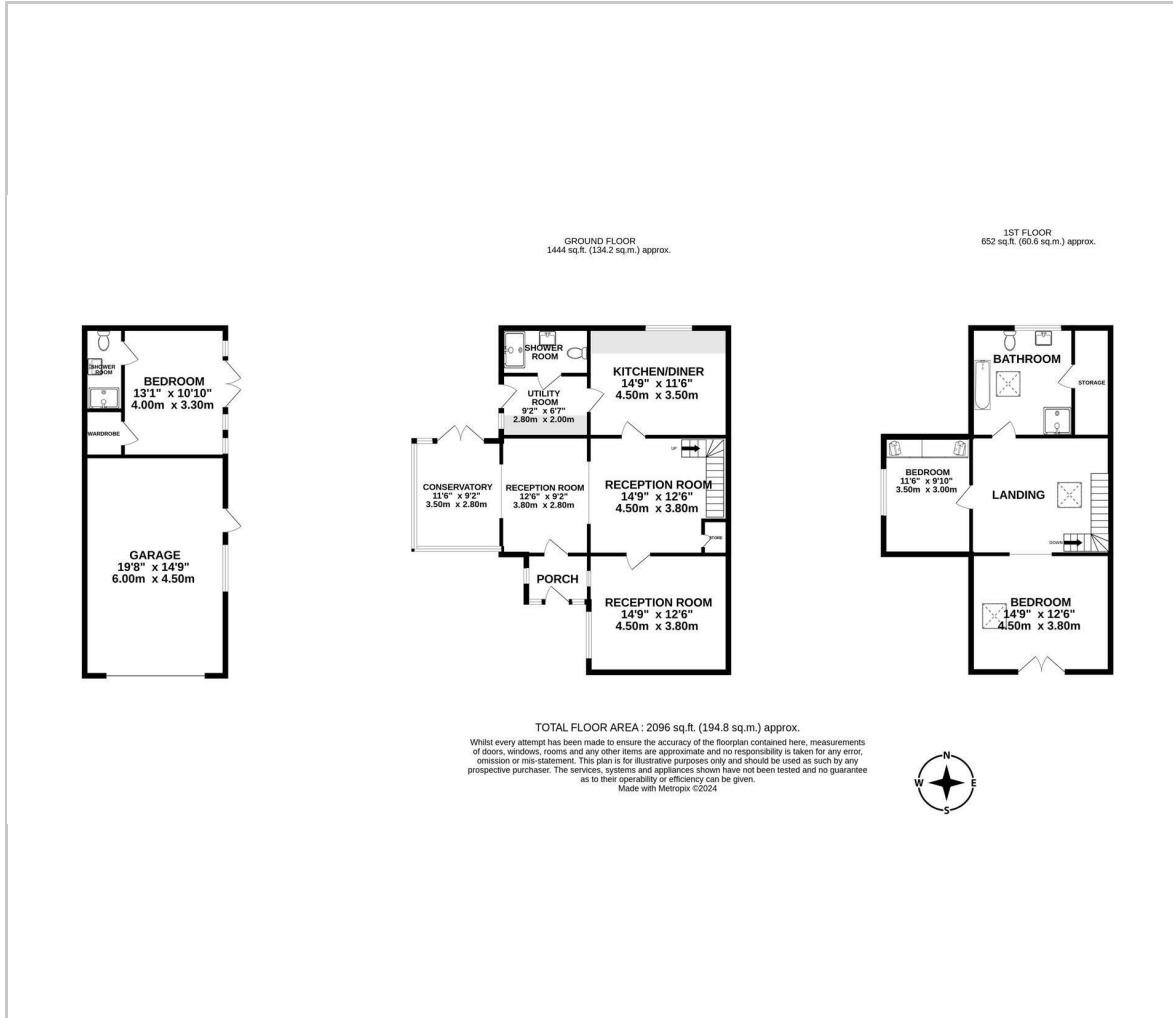 GROUND FLOOR
1444 sq.ft. (134.2 sq.m.) approx.
1ST FLOOR
652 sq.ft. (60.6 sq.m.) approx.
SHOWER
ROOM
BEDROOM
13'1" x 10'10"
4.00m x 3.30m
WARDROBE
GARAGE
19'8" x 14'9"
6.00m x 4.50m
SHOWER
ROOM
KITCHEN/DINER
14'9" x 11'6"
4.50m x 3.50m
UTILITY
ROOM
9'2" x 6'7"
2.80m x 2.00m
UP
CONSERVATORY
11'6" x 9'2"
3.50m x 2.80m
RECEPTION ROOM
12'6" x 9'2"
3.80m x 2.80m
RECEPTION ROOM
14'9" x 12'6"
4.50m x 3.80m
STORE
PORCH
RECEPTION ROOM
14'9" x 12'6"
4.50m x 3.80m
BATHROOM
STORAGE
BEDROOM
11'6" x 9'10"
3.50m x 3.00m
LANDING
DOWN
BEDROOM
14'9" x 12'6"
4.50m x 3.80m
TOTAL FLOOR AREA : 2096 sq.ft. (194.8 sq.m.) approx.
Whilst every attempt has been made to ensure the accuracy of the floorplan contained here, measurements
of doors, windows, rooms and any other items are approximate and no responsibility is taken for any error,
omission or mis-statement. This plan is for illustrative purposes only and should be used as such by any
prospective purchaser. The services, systems and appliances shown have not been tested and no guarantee
as to their operability or efficiency can be given.
Made with Metropix ©2024
N
W E
S